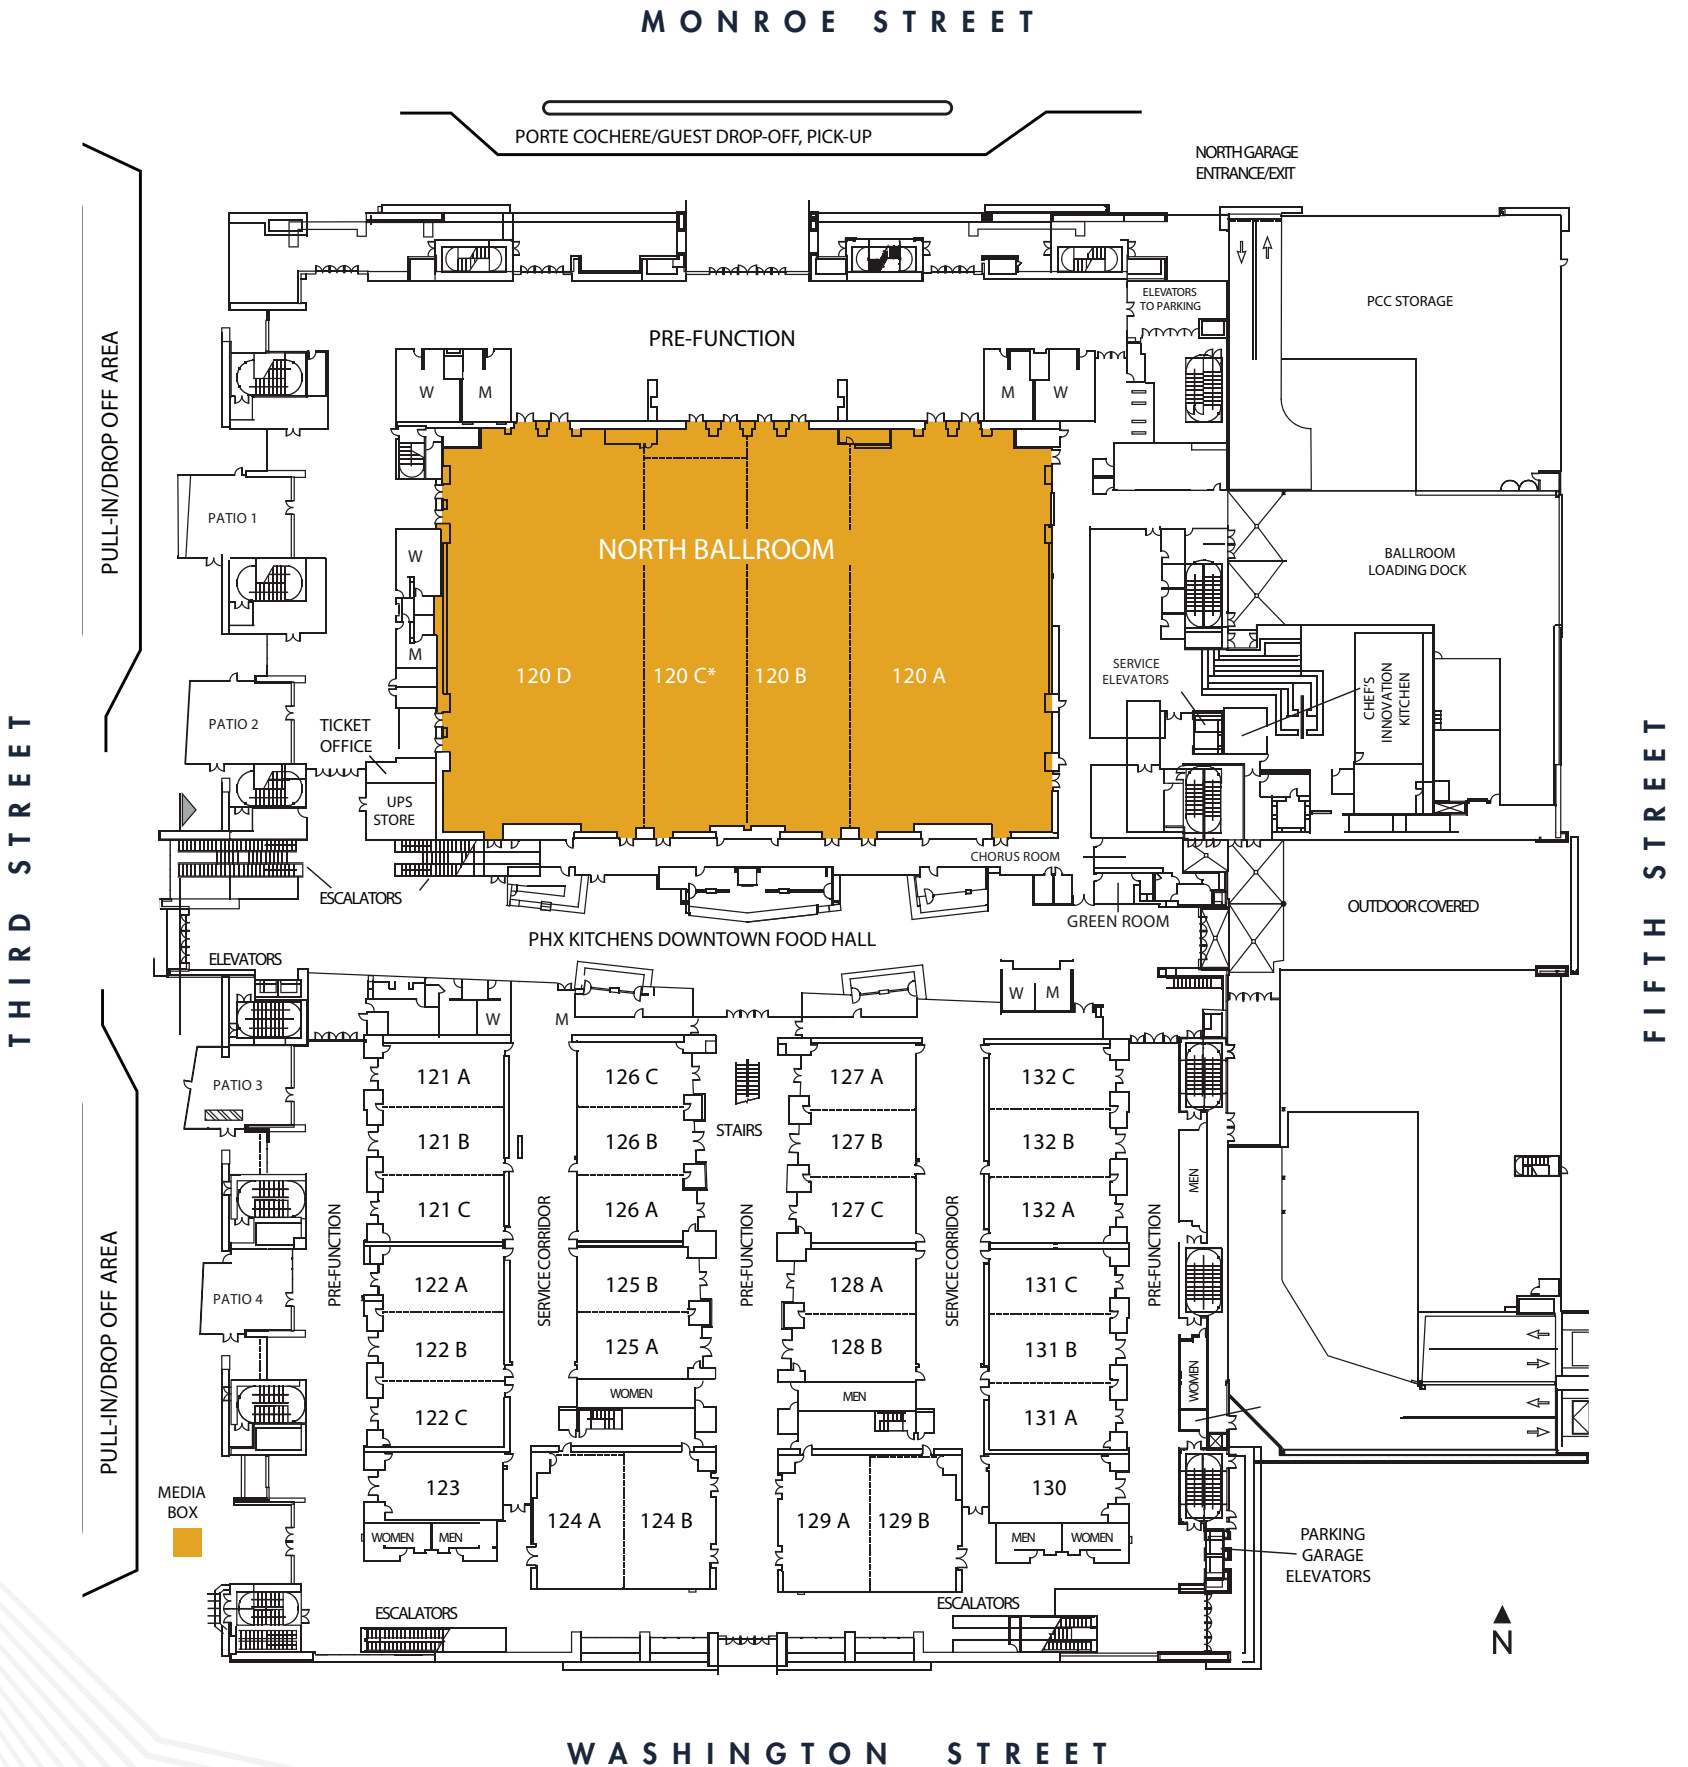 MONROE STREET
PORTE COCHERE/GUEST DROP-OFF, PICK-UP
NORTH GARAGE
ENTRANCE/EXIT
PULL-IN/DROP OFF AREA
ELEVATORS
TO PARKING
PCC STORAGE
PRE-FUNCTION
W
M
M
W
PATIO 1
W
NORTH BALLROOM
BALLROOM
LOADING DOCK
M
120 D
120 C*
120 B
120 A
SERVICE
ELEVATORS
CHEF'S
INNOVATION
KITCHEN
THIRD STREET
FIFTH STREET
PATIO 2
TICKET
OFFICE
UPS
STORE
CHORUS ROOM
ESCALATORS
GREEN ROOM
OUTDOOR COVERED
PHX KITCHENS DOWNTOWN FOOD HALL
ELEVATORS
W
M
W
M
PATIO 3
121 A
126 C
127 A
132 C
STAIRS
121 B
126 B
127 B
132 B
MEN
121 C
126 A
127 C
132 A
PRE-FUNCTION
SERVICE CORRIDOR
PRE-FUNCTION
SERVICE CORRIDOR
PRE-FUNCTION
PULL-IN/DROP OFF AREA
PATIO 4
122 A
125 B
128 A
131 C
122 B
125 A
128 B
131 B
WOMEN
WOMEN
MEN
122 C
131 A
123
130
MEDIA
BOX
124 A
124 B
129 A
129 B
WOMEN
MEN
MEN
WOMEN
PARKING
GARAGE
ELEVATORS
ESCALATORS
ESCALATORS
N
WASHINGTON STREET